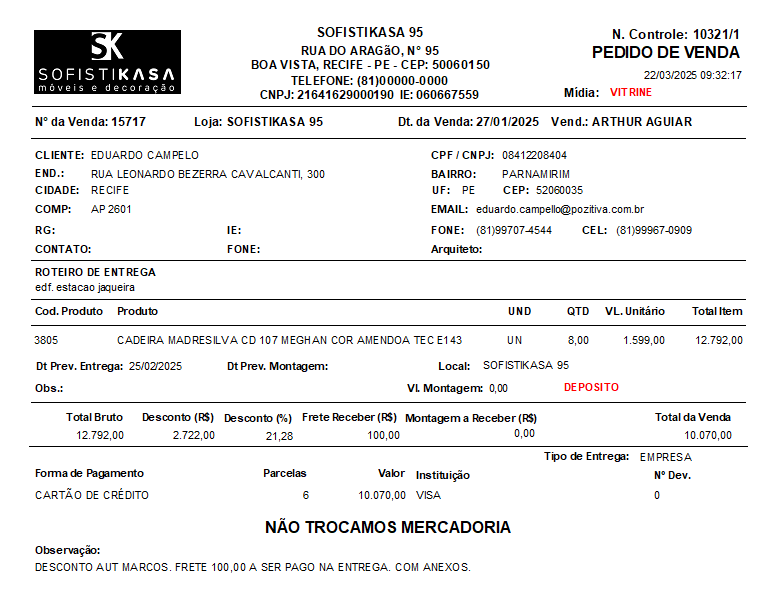 SK
SOFISTIKASA
móveis e decoração
SOFISTIKASA 95
RUA DO ARAGãO, N° 95
BOA VISTA, RECIFE - PE - CEP: 50060150
TELEFONE: (81)00000-0000
CNPJ: 21641629000190 IE: 060667559
N. Controle: 10321/1
PEDIDO DE VENDA
22/03/2025 09:32:17
Mídia: VITRINE
N° da Venda: 15717 Loja: SOFISTIKASA 95 Dt. da Venda: 27/01/2025 Vend.: ARTHUR AGUIAR
CLIENTE: EDUARDO CAMPELO CPF / CNPJ: 08412208404
END.: RUA LEONARDO BEZERRA CAVALCANTI, 300 BAIRRO: PARNAMIRIM
CIDADE: RECIFE UF: PE CEP: 52060035
COMP: AP 2601 EMAIL: eduardo.campello@pozitiva.com.br
RG: IE: FONE: (81)99707-4544 CEL: (81)99967-0909
CONTATO: FONE: Arquiteto:
ROTEIRO DE ENTREGA
edf. estacao jaqueira
Cod. Produto Produto UND QTD VL. Unitário Total Item
3805 CADEIRA MADRESILVA CD 107 MEGHAN COR AMENDOA TEC E143 UN 8,00 1.599,00 12.792,00
Dt Prev. Entrega: 25/02/2025 Dt Prev. Montagem: Local: SOFISTIKASA 95
Obs.: Vl. Montagem: 0,00 DEPOSITO
Total Bruto Desconto (R$) Desconto (%) Frete Receber (R$) Montagem a Receber (R$) Total da Venda
12.792,00 2.722,00 21,28 100,00 0,00 10.070,00
Tipo de Entrega: EMPRESA
Forma de Pagamento Parcelas Valor Instituição N° Dev.
CARTÃO DE CRÉDITO 6 10.070,00 VISA 0
NÃO TROCAMOS MERCADORIA
Observação:
DESCONTO AUT MARCOS. FRETE 100,00 A SER PAGO NA ENTREGA. COM ANEXOS.